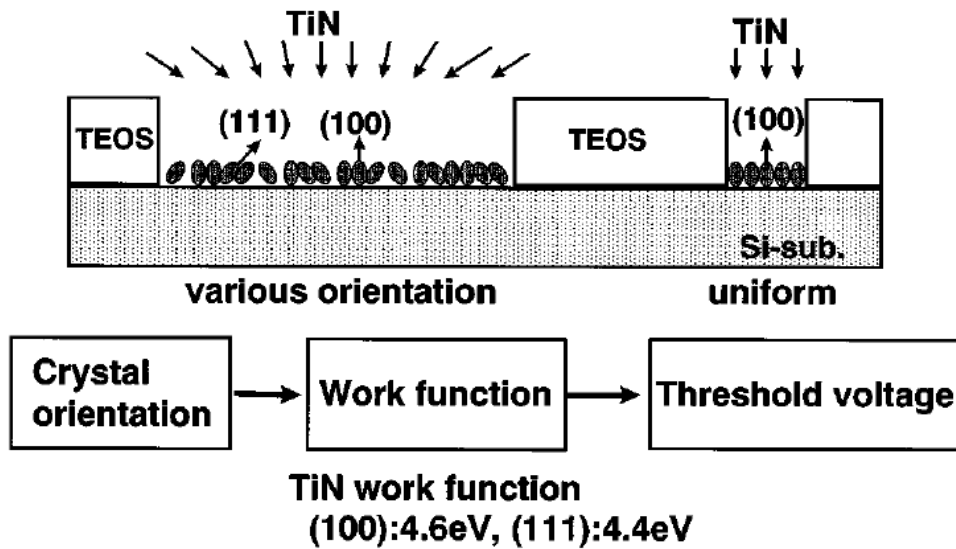 TiN
TiN
TEOS
(111)
(100)
TEOS
(100)
Si-sub.
various orientation
uniform
Crystal
orientation
Work function
Threshold voltage
TiN work function
(100):4.6eV, (111):4.4eV